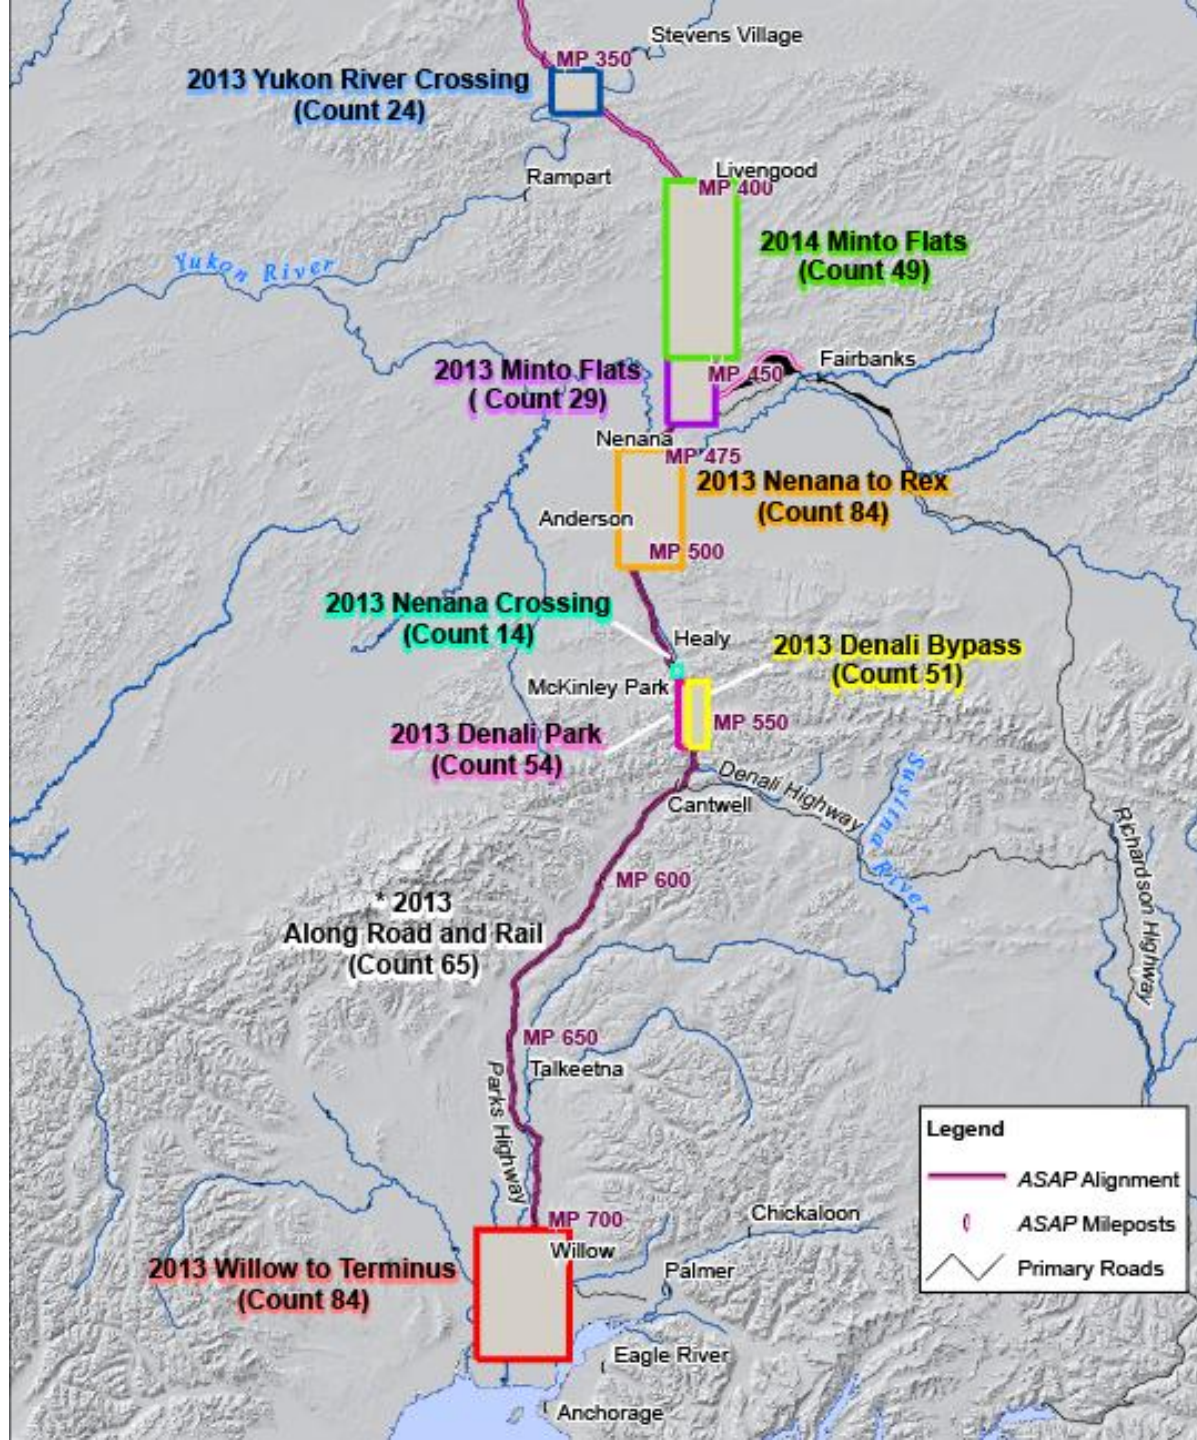 Stevens Village
MP 350
2013 Yukon River Crossing
(Count 24)
Rampart
Livengood
MP 400
2014 Minto Flats
(Count 49)
Yukon River
Fairbanks
2013 Minto Flats
( Count 29)
MP 450
Nenana
MP 475
2013 Nenana to Rex
(Count 84)
Anderson
MP 500
2013 Nenana Crossing
(Count 14)
Healy
2013 Denali Bypass
(Count 51)
McKinley Park
MP 550
2013 Denali Park
(Count 54)
Denali Highway
Susitna River
Cantwell
Richardson Highway
MP 600
* 2013
Along Road and Rail
(Count 65)
MP 650
Talkeetna
Parks Highway
MP 700
Willow
Chickaloon
2013 Willow to Terminus
(Count 84)
Palmer
Eagle River
Anchorage
Legend
ASAP Alignment
ASAP Mileposts
Primary Roads